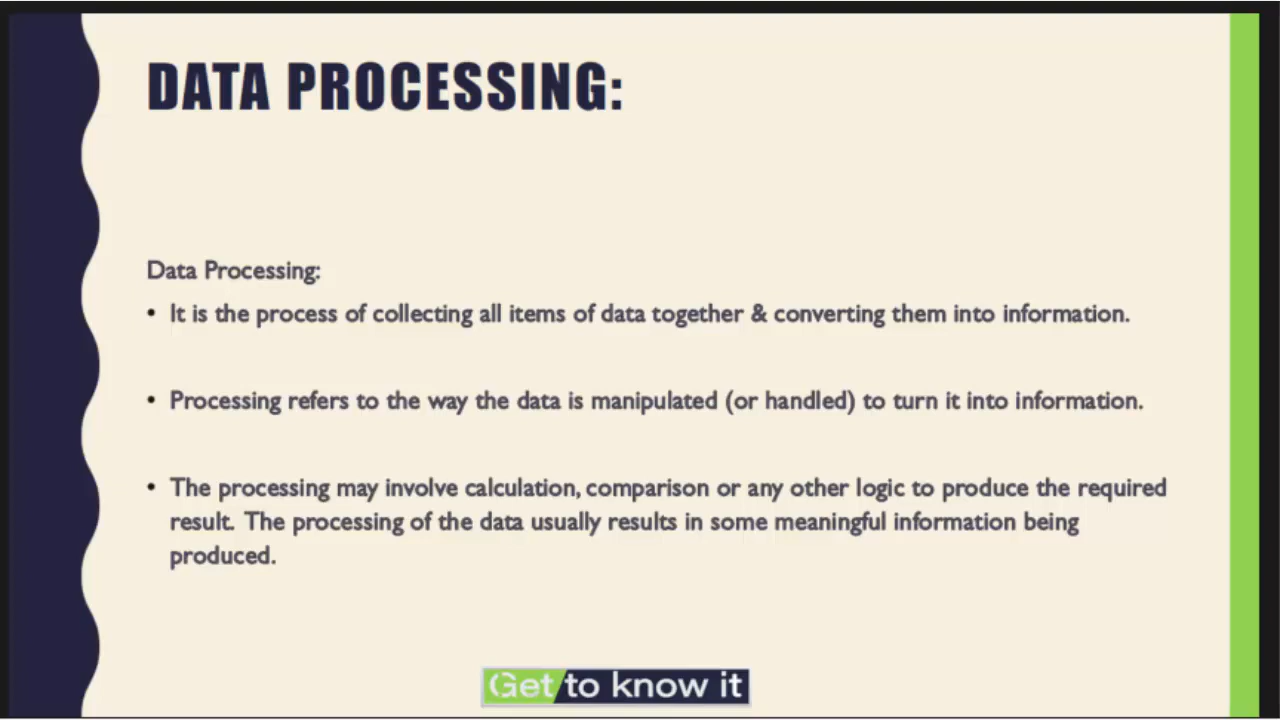 DATA PROCESSING:
Data Processing:
• It is the process of collecting all items of data together & converting them into information.
• Processing refers to the way the data is manipulated (or handled) to turn it into information.
• The processing may involve calculation, comparison or any other logic to produce the required
result. The processing of the data usually results in some meaningful information being
produced.
Get to know it